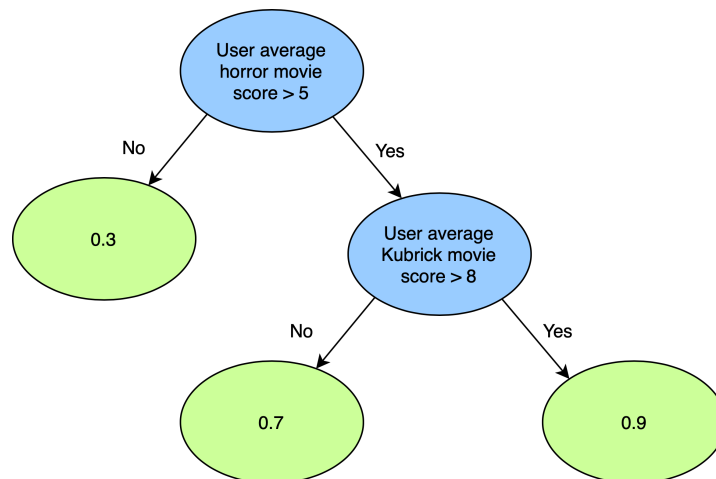 User average
horror movie
score > 5
No
Yes
0.3
User average
Kubrick movie
score > 8
No
Yes
0.7
0.9